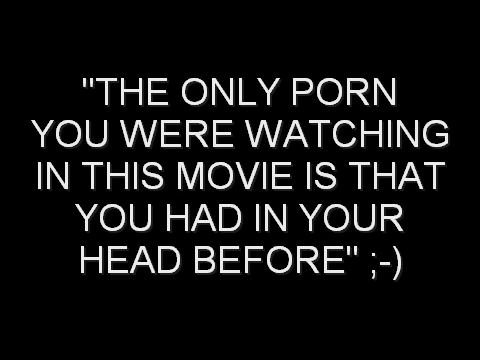 "THE ONLY PORN
YOU WERE WATCHING
IN THIS MOVIE IS THAT
YOU HAD IN YOUR
HEAD BEFORE" ;-)